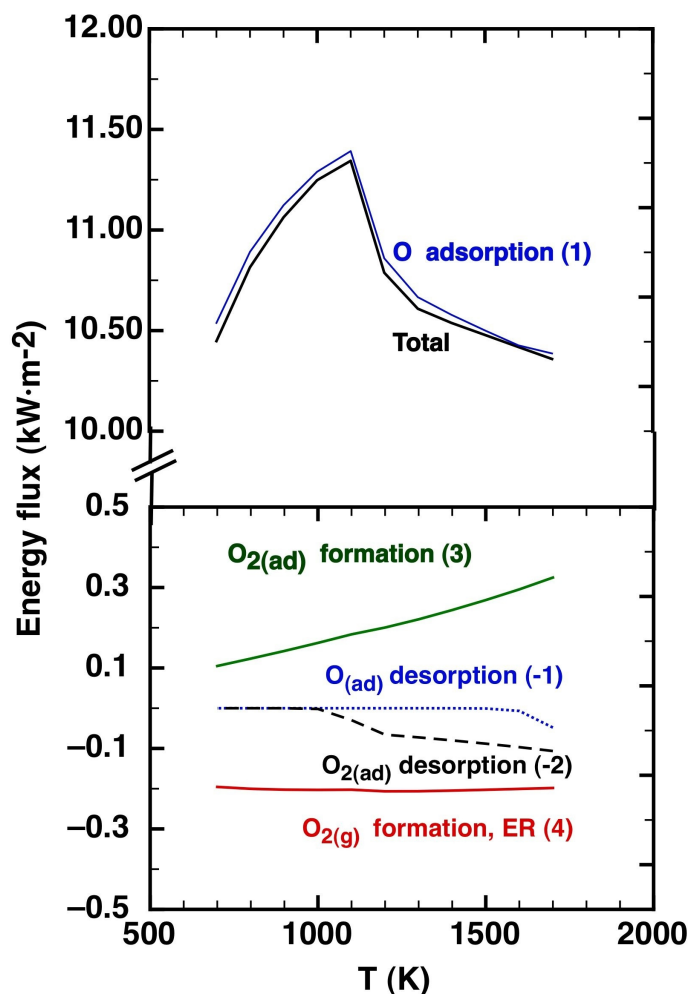 12.00
11.50
11.00
10.50
10.00
O adsorption (1)
Total
Energy flux (kW·m-2)
0.5
0.3
0.1
−0.1
−0.3
−0.5
O2(ad) formation (3)
O(ad) desorption (-1)
O2(ad) desorption (-2)
O2(g) formation, ER (4)
500 1000 1500 2000
T (K)